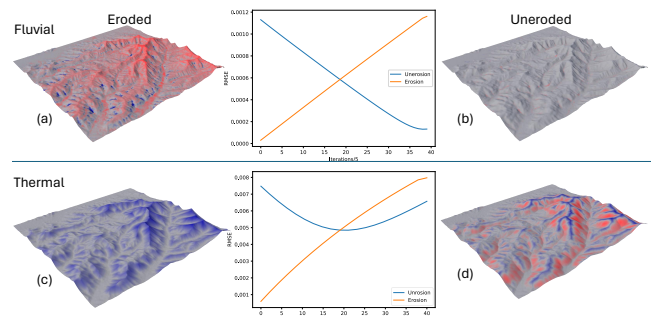 Eroded
Uneroded
Fluvial
0.0012
0.0010
0.0008
0.0006
0.0004
0.0002
0.0000
RMSE
Unerosion
Erosion
0 5 10 15 20 25 30 35 40
Iterations/5
(a)
(b)
Thermal
0.008
0.007
0.006
0.005
0.004
0.003
0.002
0.001
RMSE
Unrosion
Erosion
0 5 10 15 20 25 30 35 40
(c)
(d)